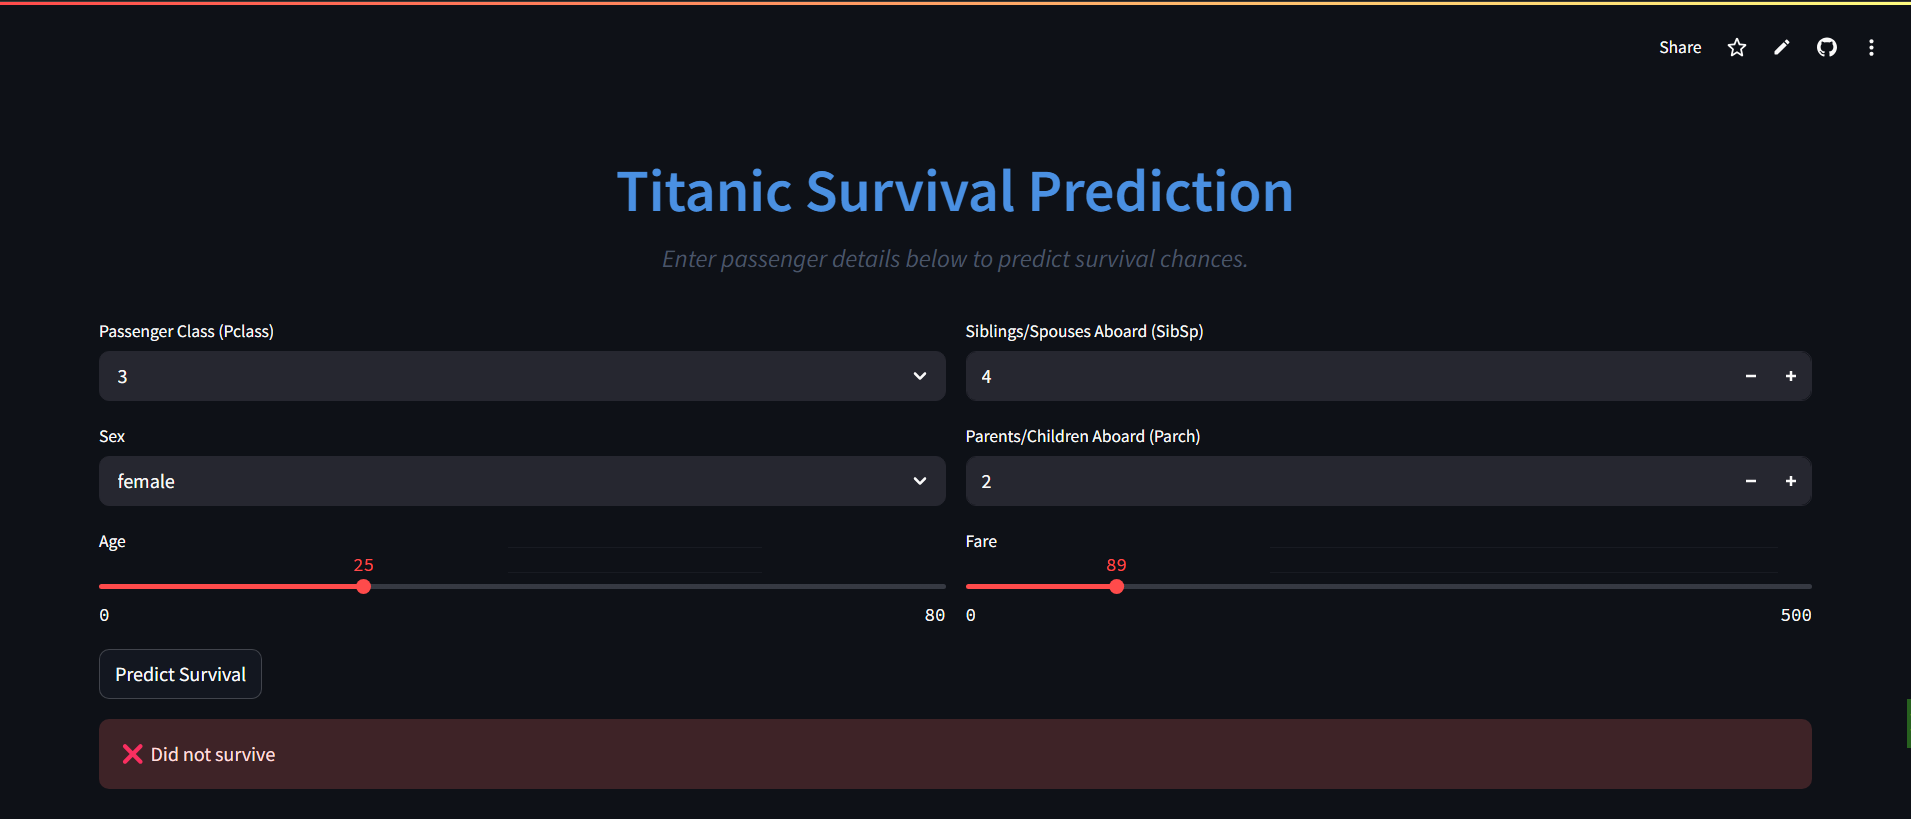 Share
Titanic Survival Prediction
Enter passenger details below to predict survival chances.
Passenger Class (Pclass)
3
Siblings/Spouses Aboard (SibSp)
4
Sex
female
Parents/Children Aboard (Parch)
2
Age
25
0 80
Fare
89
0 500
Predict Survival
❌ Did not survive